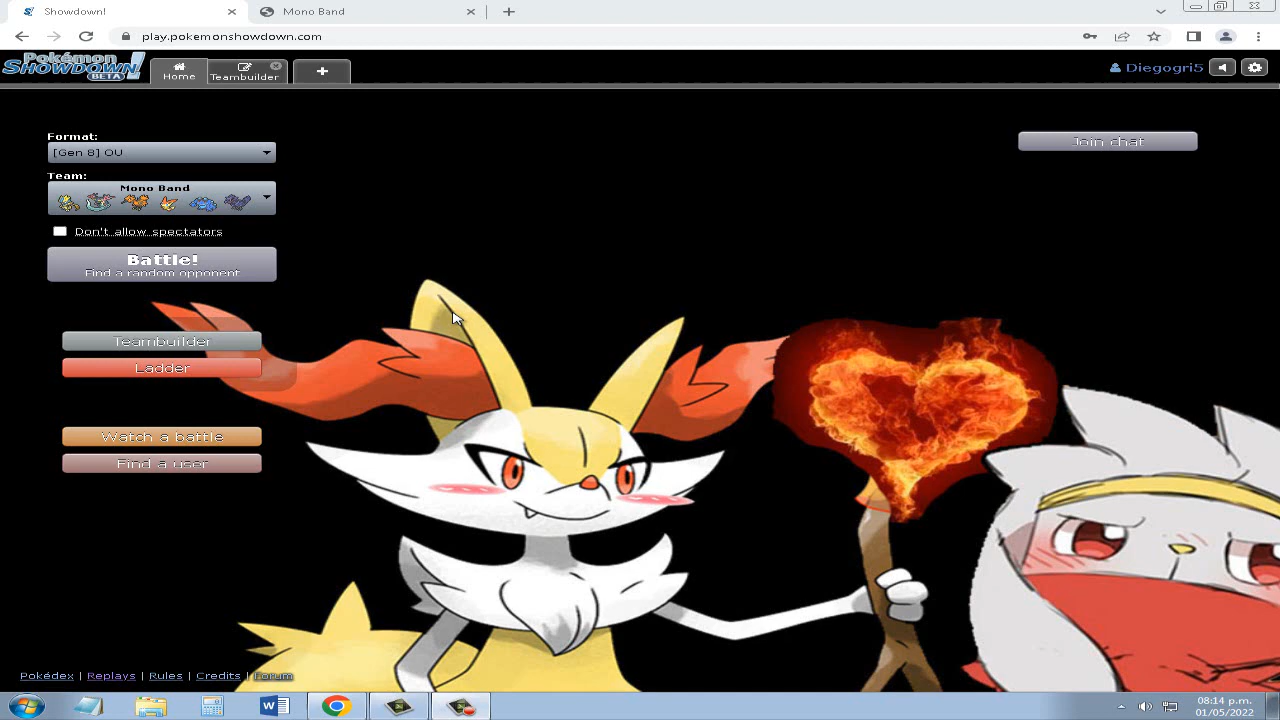 Showdown!
Mono Band
play.pokemonshowdown.com
Pokémon
Showdown!
BETA
Home
Teambuilder
Diegogri5
Format:
[Gen 8] OU
Join chat
Team:
Mono Band
Don't allow spectators
Battle!
Find a random opponent
Teambuilder
Ladder
Watch a battle
Find a user
Pokédex | Replays | Rules | Credits | Forum
08:14 p.m.
01/05/2022